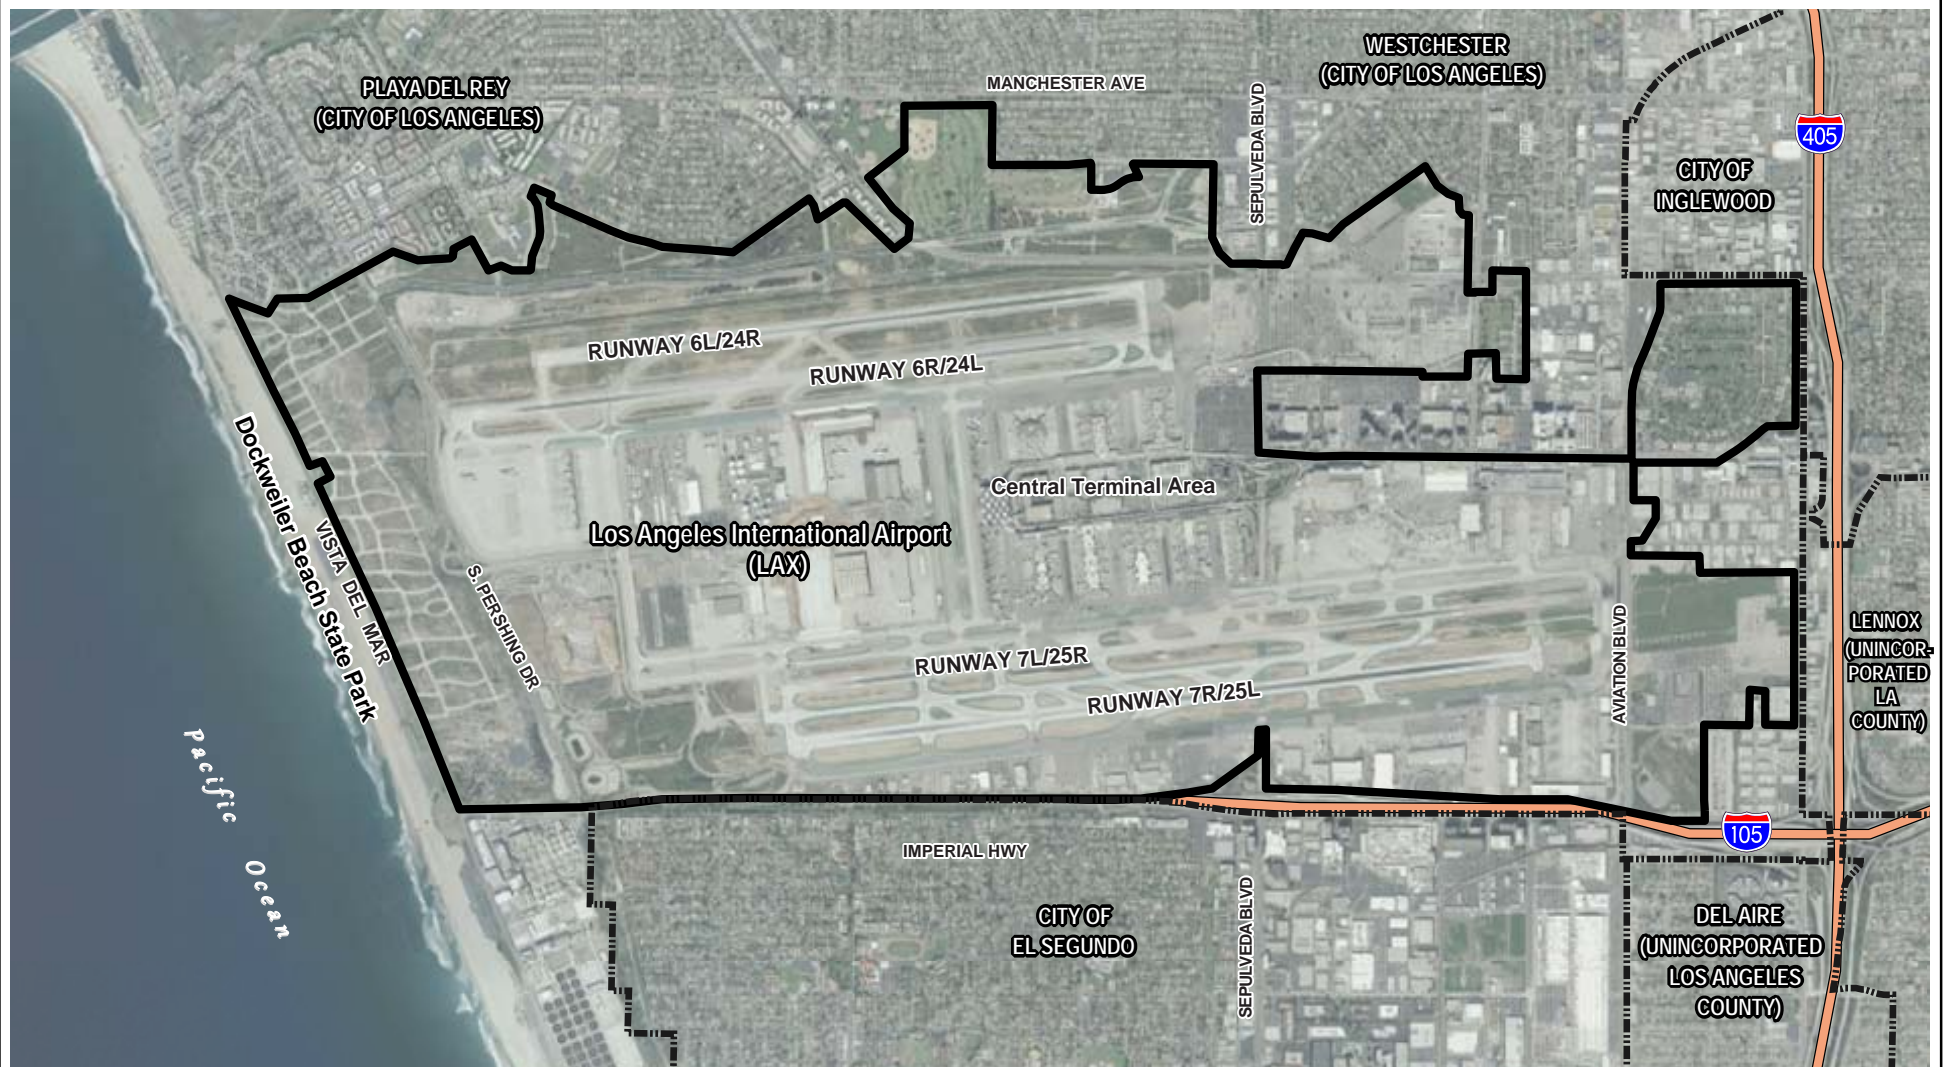 WESTCHESTER
(CITY OF LOS ANGELES)
PLAYA DEL REY
(CITY OF LOS ANGELES)
MANCHESTER AVE
SEPULVEDA BLVD
405
CITY OF
INGLEWOOD
RUNWAY 6L/24R
RUNWAY 6R/24L
Dockweiler Beach State Park
VISTA DEL MAR
S. PERSHING DR
Central Terminal Area
Los Angeles International Airport
(LAX)
RUNWAY 7L/25R
RUNWAY 7R/25L
AVIATION BLVD
LENNOX
(UNINCOR-
PORATED
LA
COUNTY)
Pacific
Ocean
105
IMPERIAL HWY
SEPULVEDA BLVD
CITY OF
EL SEGUNDO
DEL AIRE
(UNINCORPORATED
LOS ANGELES
COUNTY)